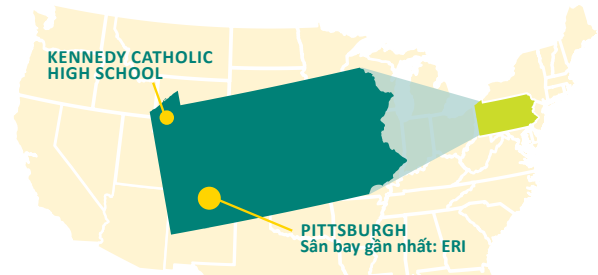 KENNEDY CATHOLIC
HIGH SCHOOL
PITTSBURGH
Sân bay gần nhất: ERI